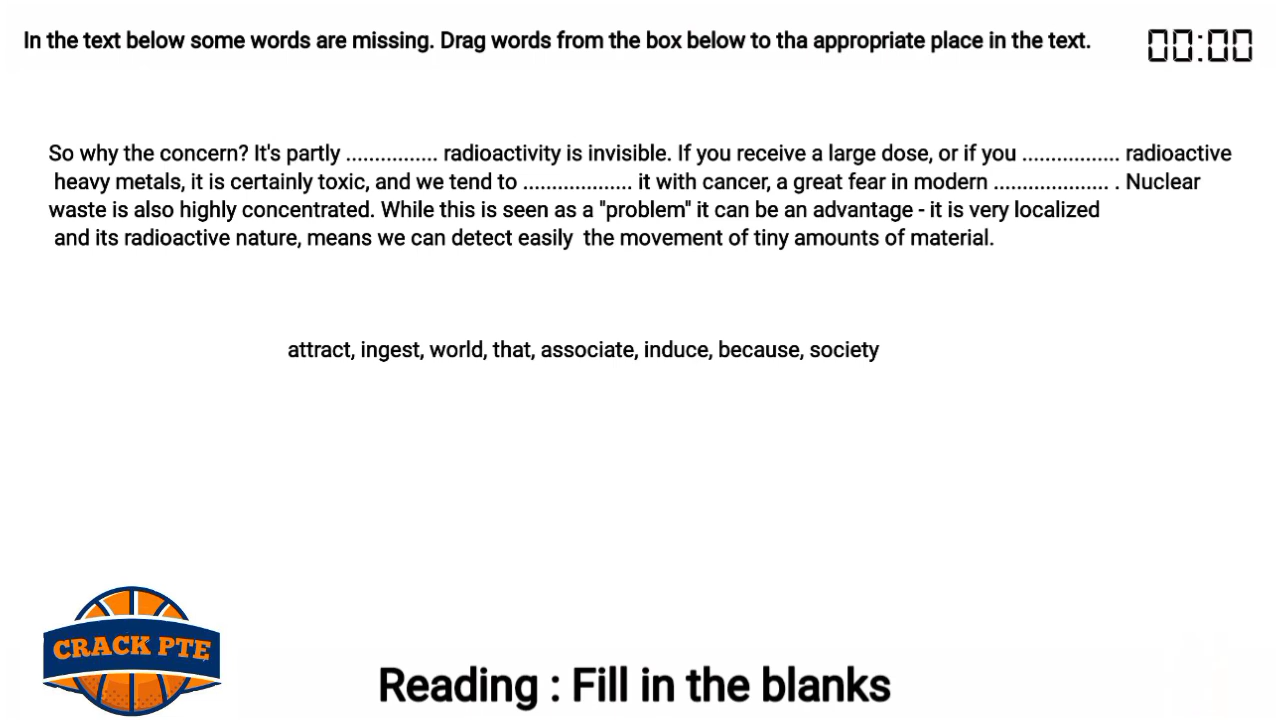 In the text below some words are missing. Drag words from the box below to tha appropriate place in the text.
00:00
So why the concern? It's partly ................ radioactivity is invisible. If you receive a large dose, or if you ................. radioactive
heavy metals, it is certainly toxic, and we tend to ................... it with cancer, a great fear in modern .................... . Nuclear
waste is also highly concentrated. While this is seen as a "problem" it can be an advantage - it is very localized
and its radioactive nature, means we can detect easily the movement of tiny amounts of material.
attract, ingest, world, that, associate, induce, because, society
CRACK PTE
Reading : Fill in the blanks